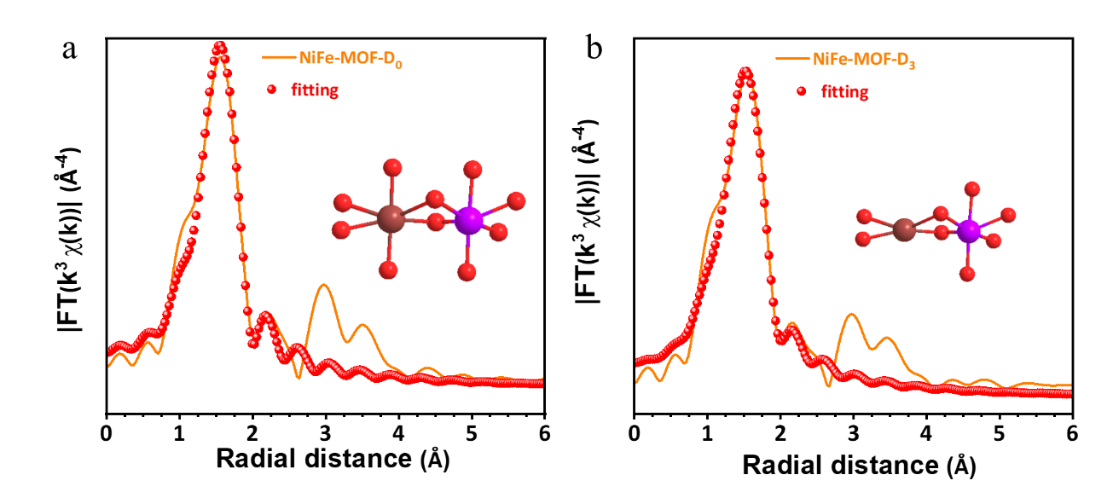 a
NiFe-MOF-D₀
fitting
|FT(k³ χ(k))| (Å⁻⁴)
0 1 2 3 4 5 6
Radial distance (Å)
b
NiFe-MOF-D₃
fitting
|FT(k³ χ(k))| (Å⁻⁴)
0 1 2 3 4 5 6
Radial distance (Å)